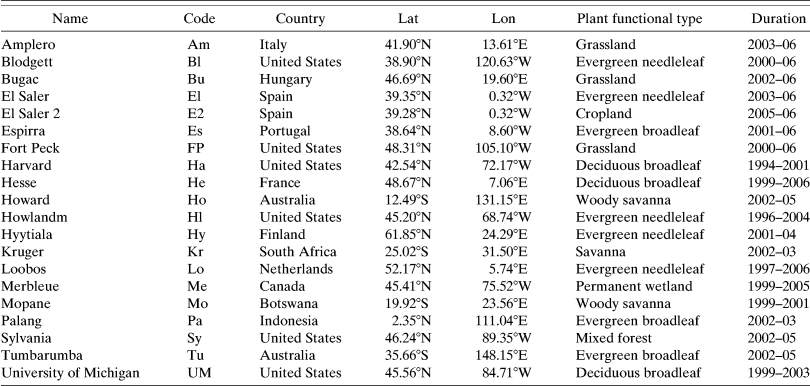 Name Code Country Lat Lon Plant functional type Duration
Amplero Am Italy 41.90°N 13.61°E Grassland 2003–06
Blodgett Bl United States 38.90°N 120.63°W Evergreen needleleaf 2000–06
Bugac Bu Hungary 46.69°N 19.60°E Grassland 2002–06
El Saler El Spain 39.35°N 0.32°W Evergreen needleleaf 2003–06
El Saler 2 E2 Spain 39.28°N 0.32°W Cropland 2005–06
Espirra Es Portugal 38.64°N 8.60°W Evergreen broadleaf 2001–06
Fort Peck FP United States 48.31°N 105.10°W Grassland 2000–06
Harvard Ha United States 42.54°N 72.17°W Deciduous broadleaf 1994–2001
Hesse He France 48.67°N 7.06°E Deciduous broadleaf 1999–2006
Howard Ho Australia 12.49°S 131.15°E Woody savanna 2002–05
Howlandm Hl United States 45.20°N 68.74°W Evergreen needleleaf 1996–2004
Hyytiala Hy Finland 61.85°N 24.29°E Evergreen needleleaf 2001–04
Kruger Kr South Africa 25.02°S 31.50°E Savanna 2002–03
Loobos Lo Netherlands 52.17°N 5.74°E Evergreen needleleaf 1997–2006
Merbleue Me Canada 45.41°N 75.52°W Permanent wetland 1999–2005
Mopane Mo Botswana 19.92°S 23.56°E Woody savanna 1999–2001
Palang Pa Indonesia 2.35°N 111.04°E Evergreen broadleaf 2002–03
Sylvania Sy United States 46.24°N 89.35°W Mixed forest 2002–05
Tumbarumba Tu Australia 35.66°S 148.15°E Evergreen broadleaf 2002–05
University of Michigan UM United States 45.56°N 84.71°W Deciduous broadleaf 1999–2003